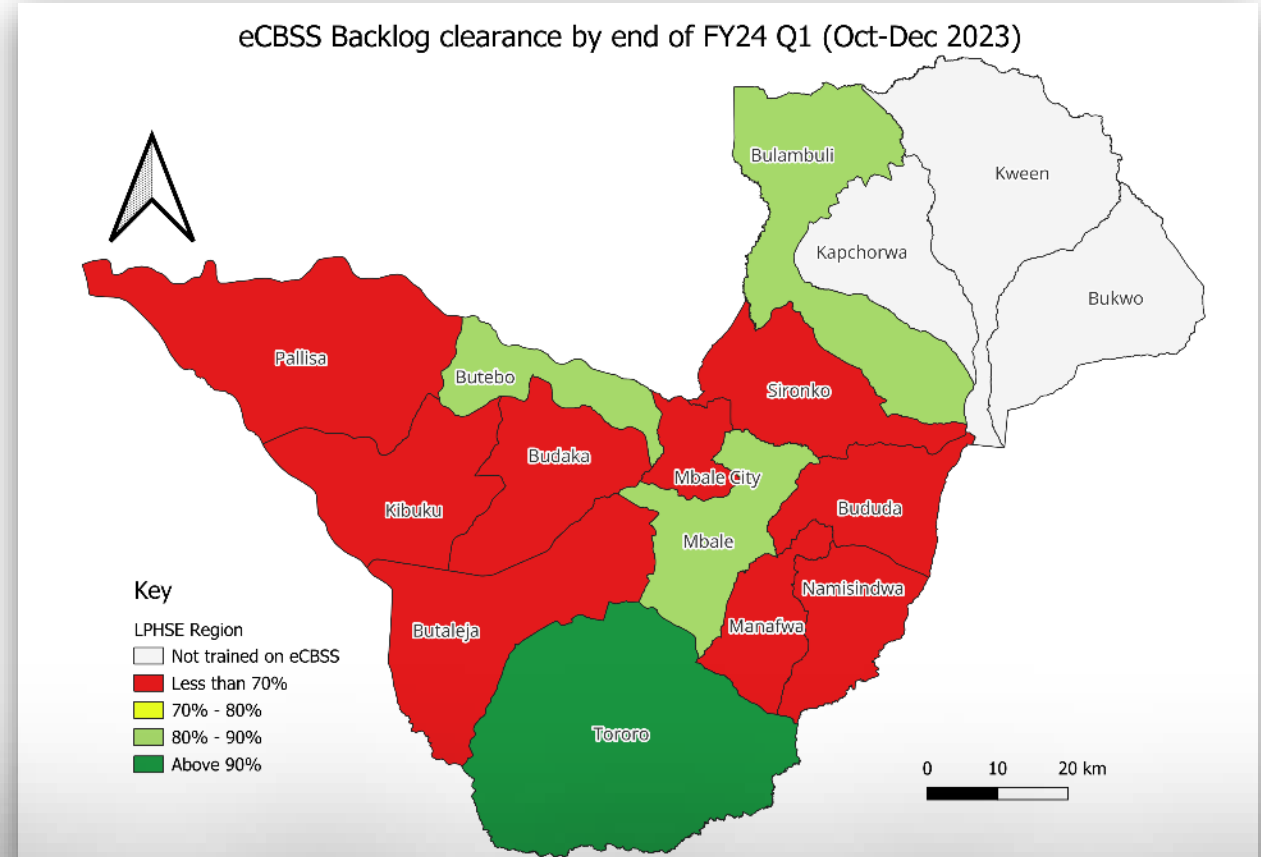 eCBSS Backlog clearance by end of FY24 Q1 (Oct-Dec 2023)
Bulambuli
Kween
Kapchorwa
Bukwo
Pallisa
Butebo
Sironko
Budaka
Mbale City
Kibuku
Bududa
Mbale
Namisindwa
Manafwa
Butaleja
Tororo
Key
LPHSE Region
Not trained on eCBSS
Less than 70%
70% - 80%
80% - 90%
Above 90%
0 10 20 km